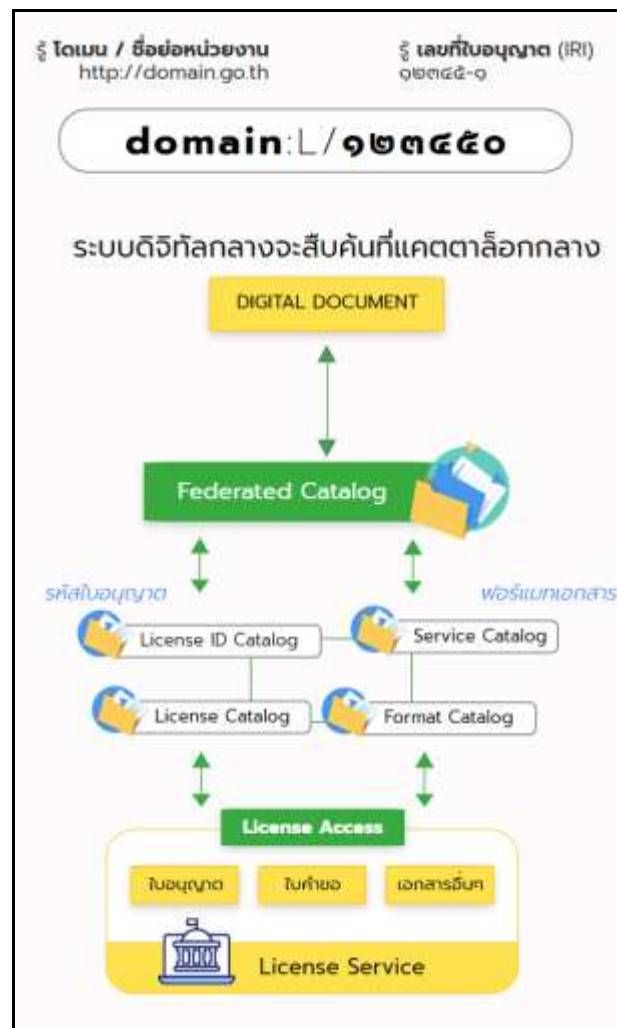 รู้ โดเมน / ชื่อย่อหน่วยงาน
http://domain.go.th
รู้ เลขที่ใบอนุญาต (IRI)
๑๒๓๔๕-๑
domain:L/๑๒๓๔๕๐
ระบบดิจิทัลกลางจะสืบค้นที่แคตตาล็อกกลาง
DIGITAL DOCUMENT
Federated Catalog
รหัสใบอนุญาต
ฟอร์แมทเอกสาร
License ID Catalog
Service Catalog
License Catalog
Format Catalog
License Access
ใบอนุญาต
ใบคำขอ
เอกสารอื่นๆ
License Service